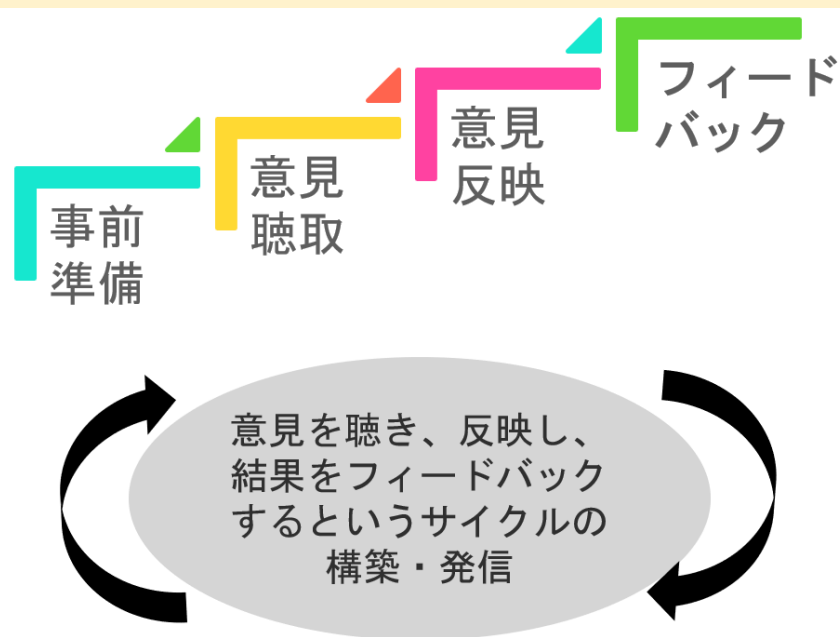 事前
準備
意見
聴取
意見
反映
フィード
バック
意見を聴き、反映し、
結果をフィードバック
するというサイクルの
構築・発信